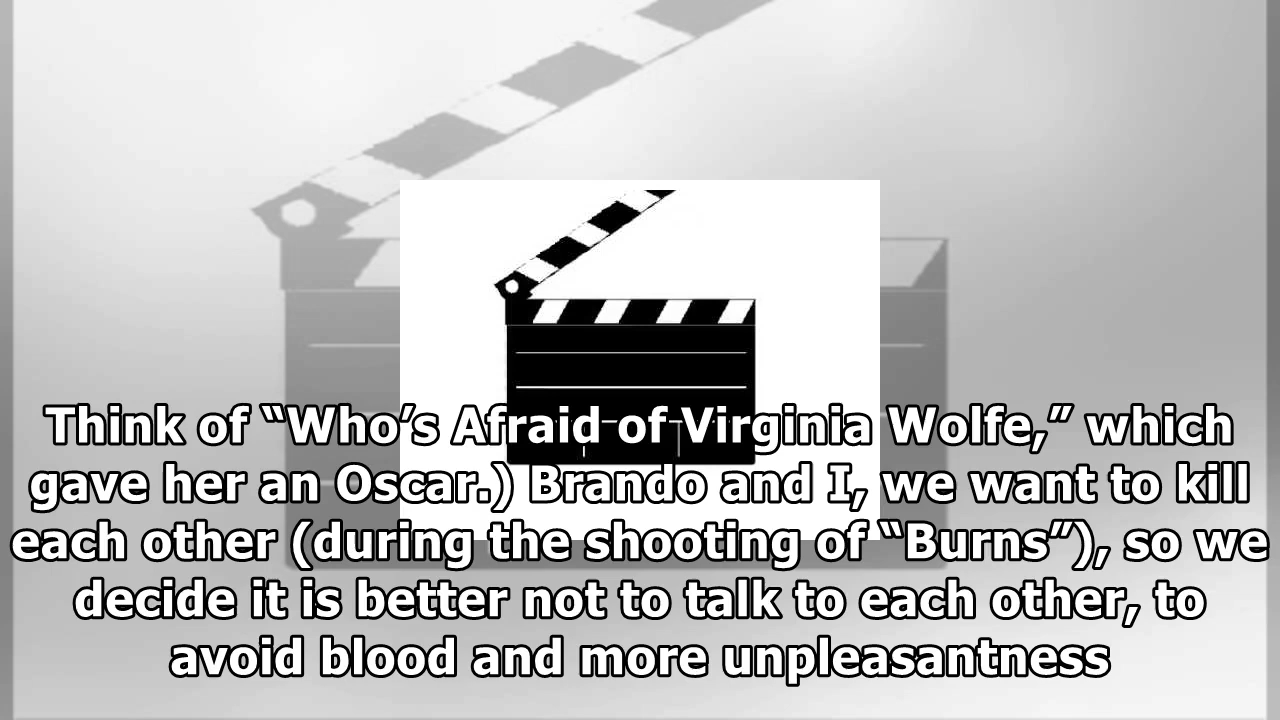 Think of “Who’s Afraid of Virginia Wolfe,” which
gave her an Oscar.) Brando and I, we want to kill
each other (during the shooting of “Burns”), so we
decide it is better not to talk to each other, to
avoid blood and more unpleasantness